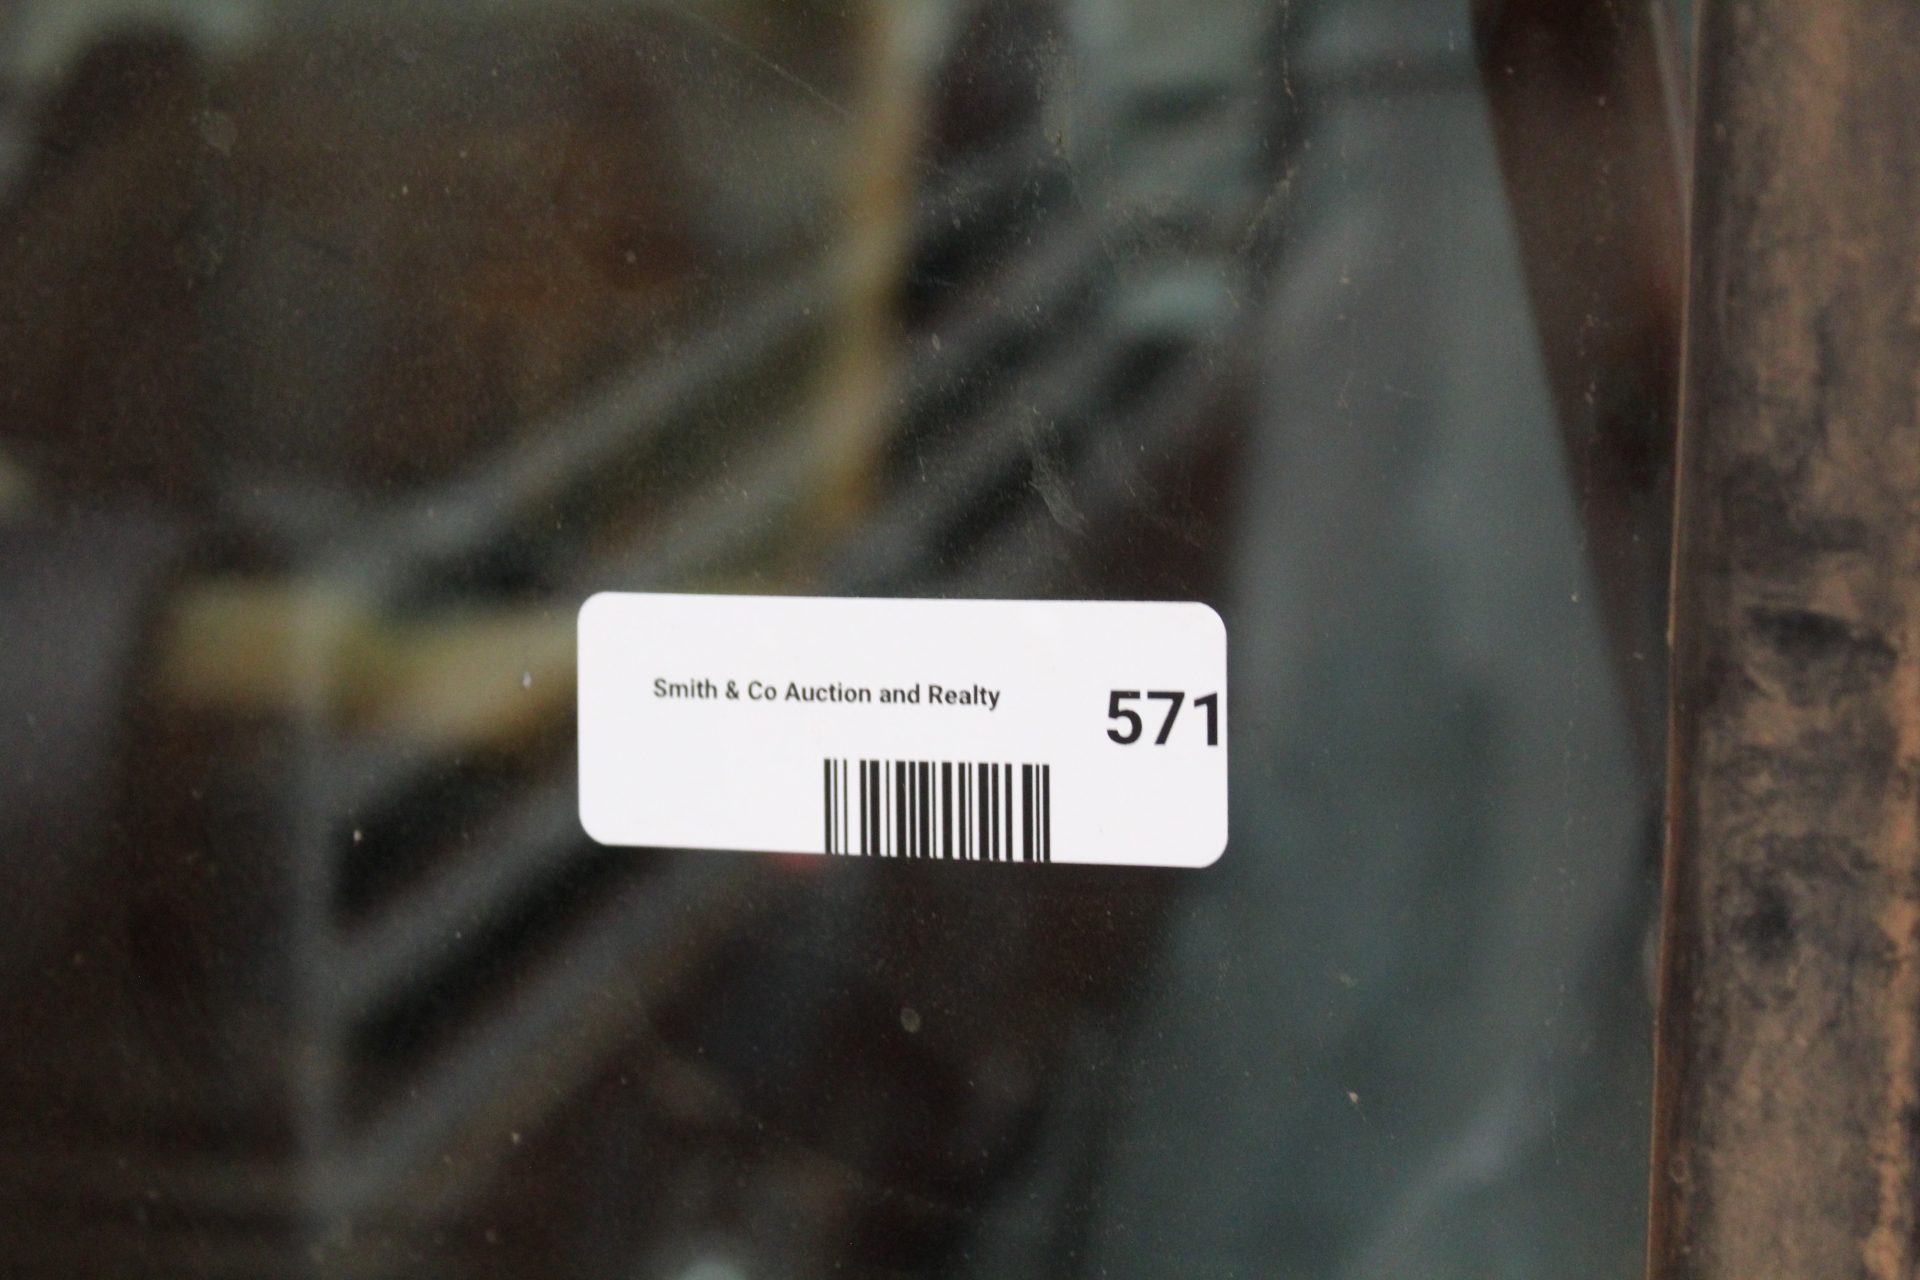 Smith & Co Auction and Realty
571